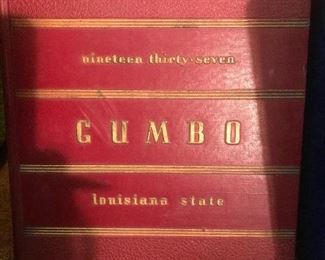 nineteen thirty-seven
GUMBO
louisiana state